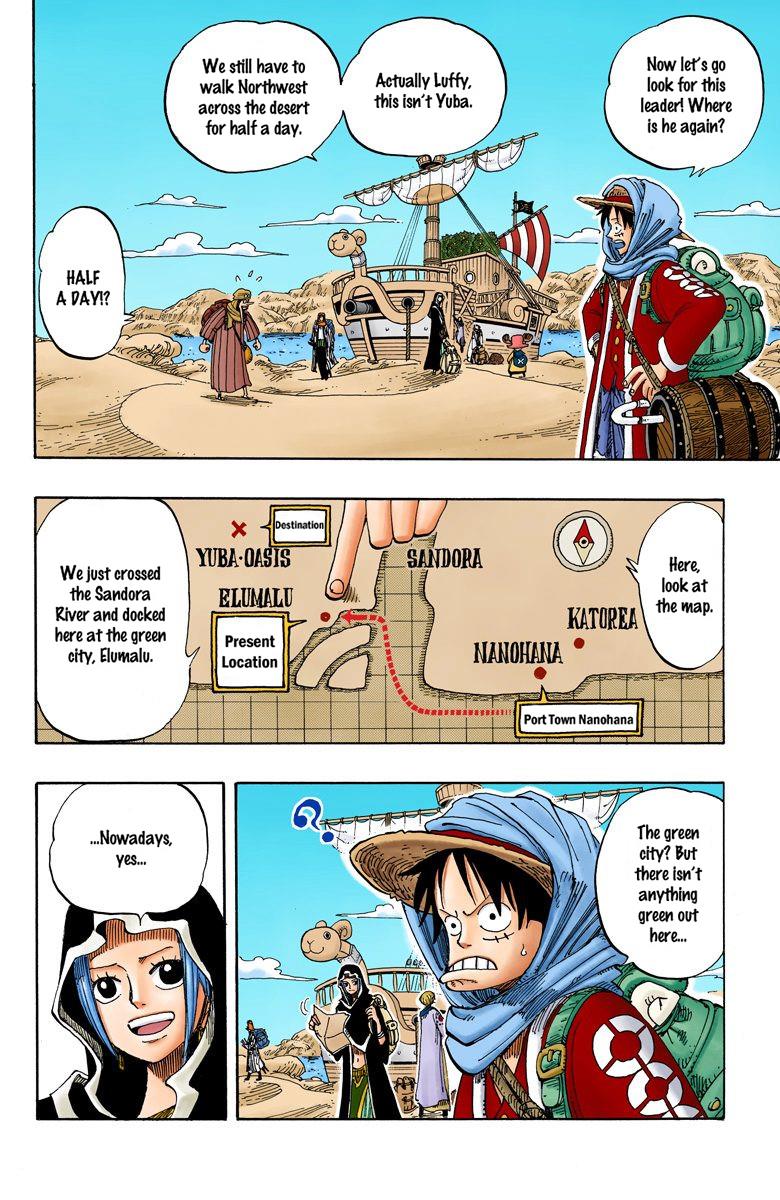 Now let's go
look for this
leader! Where
is he again?
Actually Luffy,
this isn't Yuba.
We still have to
walk Northwest
across the desert
for half a day.
HALF
A DAY!?
Here,
look at
the map.
Destination
YUBA·OASIS
SANDORA
ELUMALU
Present
Location
KATOREA
NANOHANA
Port Town Nanohana
We just crossed
the Sandora
River and docked
here at the green
city, Elumalu.
?
The green
city? But
there isn't
anything
green out
here...
...Nowadays,
yes...